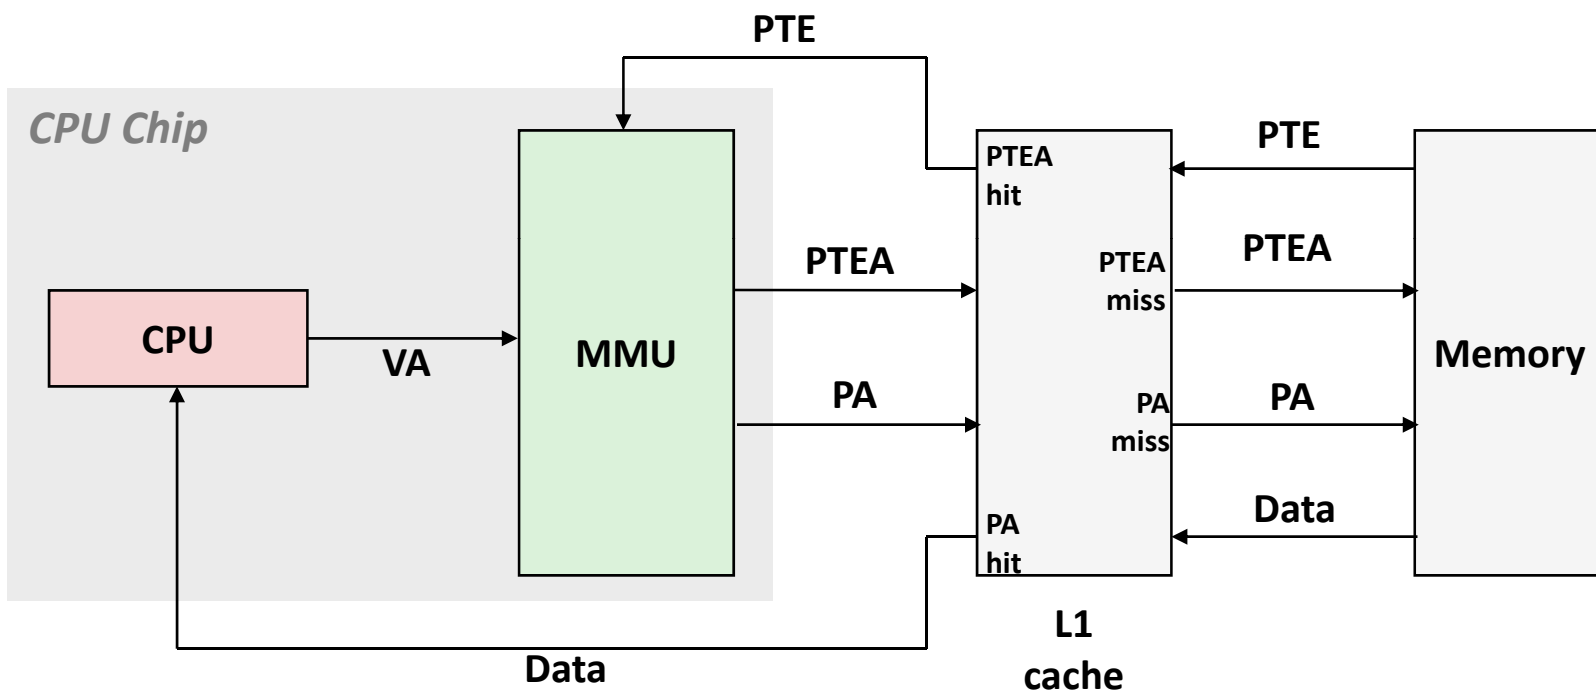 PTE
CPU Chip
PTEA
hit
PTE
PTEA
PTEA
miss
PTEA
CPU
VA
MMU
Memory
PA
PA
miss
PA
PA
hit
Data
Data
L1
cache